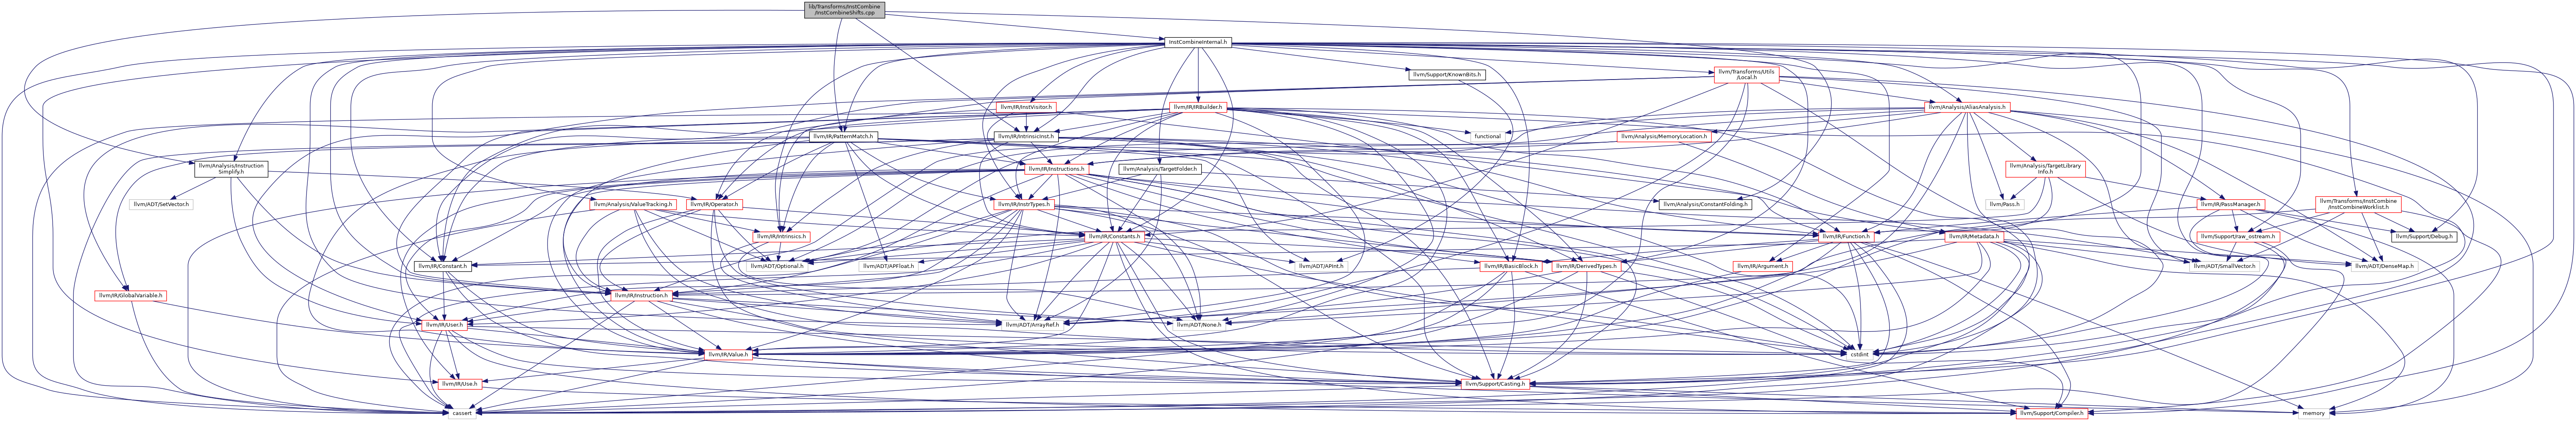 lib/Transforms/InstCombine
/InstCombineShifts.cpp
InstCombineInternal.h
llvm/Support/KnownBits.h
llvm/Transforms/Utils
/Local.h
llvm/IR/InstVisitor.h
llvm/IR/IRBuilder.h
llvm/Analysis/AliasAnalysis.h
llvm/IR/PatternMatch.h
llvm/IR/IntrinsicInst.h
functional
llvm/Analysis/MemoryLocation.h
llvm/Analysis/Instruction
Simplify.h
llvm/IR/Instructions.h
llvm/Analysis/TargetFolder.h
llvm/Analysis/TargetLibrary
Info.h
llvm/ADT/SetVector.h
llvm/Analysis/ValueTracking.h
llvm/IR/Operator.h
llvm/IR/InstrTypes.h
llvm/Analysis/ConstantFolding.h
llvm/Pass.h
llvm/IR/PassManager.h
llvm/Transforms/InstCombine
/InstCombineWorklist.h
llvm/IR/Intrinsics.h
llvm/IR/Constants.h
llvm/IR/Function.h
llvm/IR/Metadata.h
llvm/Support/raw_ostream.h
llvm/Support/Debug.h
llvm/IR/Constant.h
llvm/ADT/Optional.h
llvm/ADT/APFloat.h
llvm/ADT/APInt.h
llvm/IR/BasicBlock.h
llvm/IR/DerivedTypes.h
llvm/IR/Argument.h
llvm/ADT/SmallVector.h
llvm/ADT/DenseMap.h
llvm/IR/GlobalVariable.h
llvm/IR/Instruction.h
llvm/IR/User.h
llvm/ADT/ArrayRef.h
llvm/ADT/None.h
llvm/IR/Value.h
cstdint
llvm/IR/Use.h
llvm/Support/Casting.h
cassert
llvm/Support/Compiler.h
memory